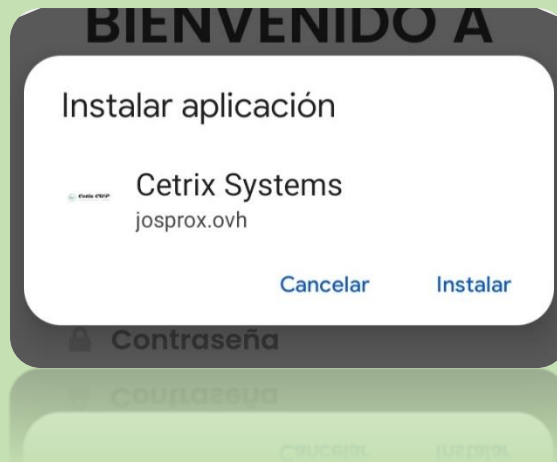 BIENVENIDO A
Instalar aplicación
Cetrix Systems
josprox.ovh
Cancelar Instalar
Contraseña